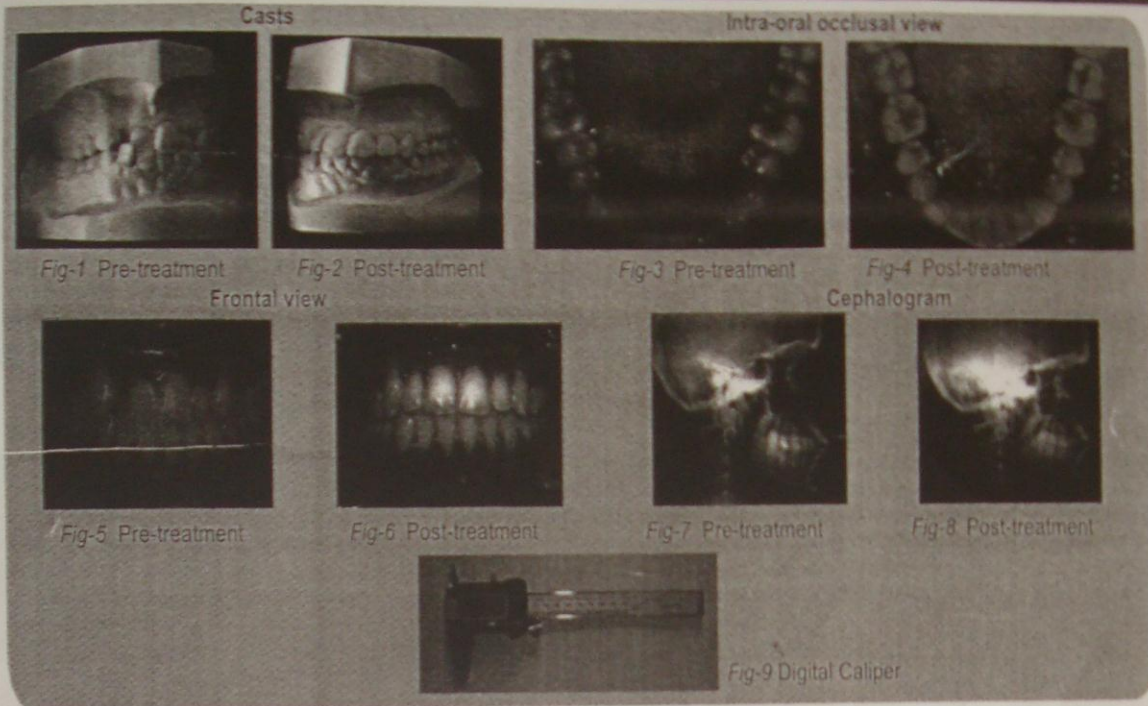 Casts
Intra-oral occlusal view
Fig-1 Pre-treatment
Fig-2 Post-treatment
Fig-3 Pre-treatment
Fig-4 Post-treatment
Frontal view
Cephalogram
Fig-5 Pre-treatment
Fig-6 Post-treatment
Fig-7 Pre-treatment
Fig-8 Post-treatment
Fig-9 Digital Caliper